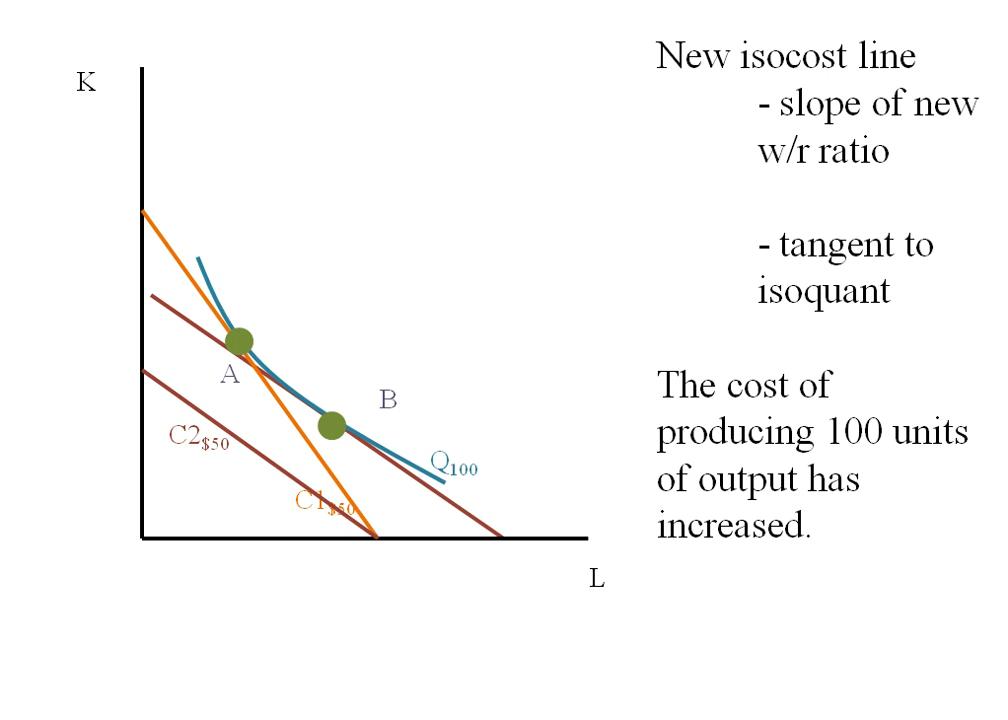 K
New isocost line
- slope of new
w/r ratio
- tangent to
isoquant
The cost of
producing 100 units
of output has
increased.
A
B
C2$50
Q100
C1$50
L